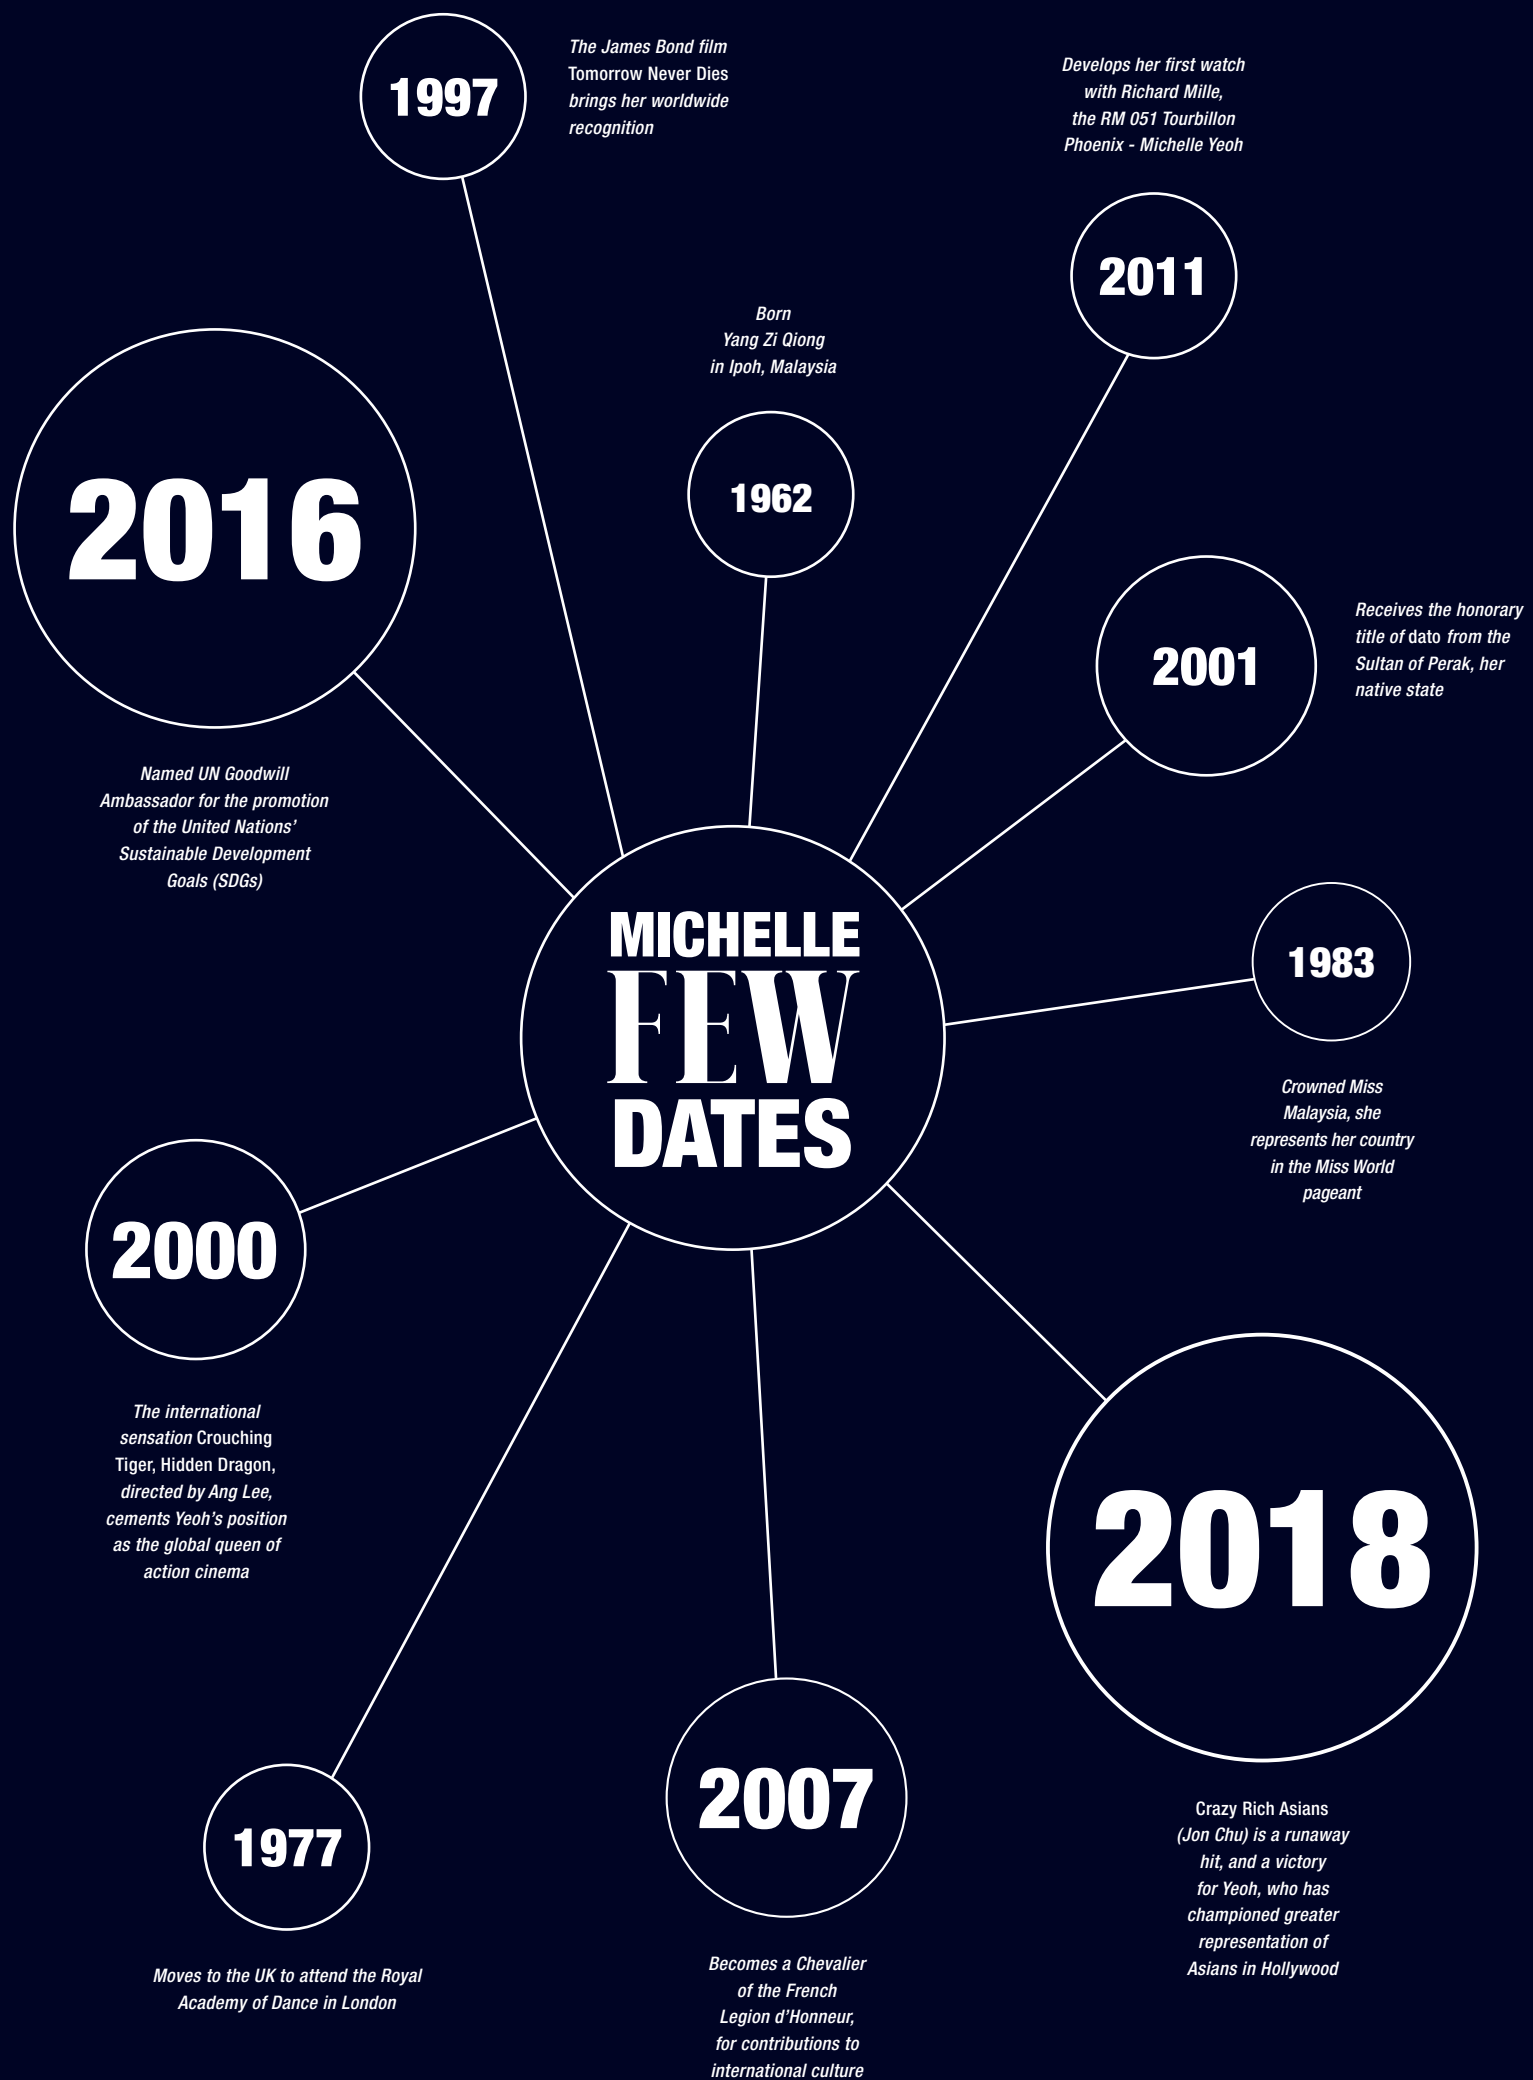 1997
The James Bond film
Tomorrow Never Dies
brings her worldwide
recognition
Develops her first watch
with Richard Mille,
the RM 051 Tourbillon
Phoenix - Michelle Yeoh
2011
Born
Yang Zi Qiong
in Ipoh, Malaysia
1962
2016
Named UN Goodwill
Ambassador for the promotion
of the United Nations’
Sustainable Development
Goals (SDGs)
2001
Receives the honorary
title of dato from the
Sultan of Perak, her
native state
MICHELLE
FEW
DATES
1983
Crowned Miss
Malaysia, she
represents her country
in the Miss World
pageant
2000
The international
sensation Crouching
Tiger, Hidden Dragon,
directed by Ang Lee,
cements Yeoh’s position
as the global queen of
action cinema
2018
Crazy Rich Asians
(Jon Chu) is a runaway
hit, and a victory
for Yeoh, who has
championed greater
representation of
Asians in Hollywood
1977
Moves to the UK to attend the Royal
Academy of Dance in London
2007
Becomes a Chevalier
of the French
Legion d’Honneur,
for contributions to
international culture